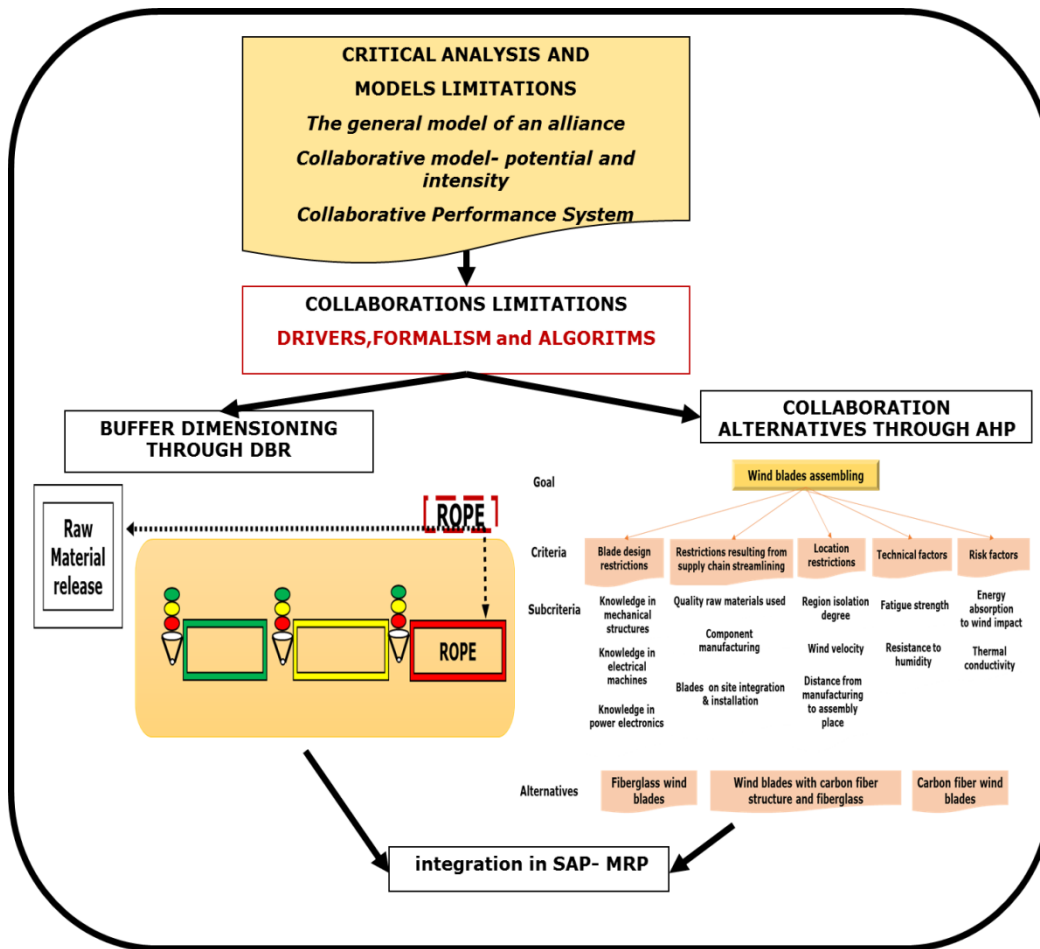 CRITICAL ANALYSIS AND
MODELS LIMITATIONS
The general model of an alliance
Collaborative model- potential and
intensity
Collaborative Performance System
COLLABORATIONS LIMITATIONS
DRIVERS,FORMALISM and ALGORITMS
BUFFER DIMENSIONING
THROUGH DBR
COLLABORATION
ALTERNATIVES THROUGH AHP
Raw
Material
release
ROPE
ROPE
Goal
Wind blades assembling
Criteria
Blade design
restrictions
Restrictions resulting from
supply chain streamlining
Location
restrictions
Technical factors
Risk factors
Subcriteria
Knowledge in
mechanical
structures
Knowledge in
electrical
machines
Knowledge in
power electronics
Quality raw materials used
Component
manufacturing
Blades on site integration
& installation
Region isolation
degree
Wind velocity
Distance from
manufacturing
to assembly
place
Fatigue strength
Resistance to
humidity
Energy
absorption
to wind impact
Thermal
conductivity
Alternatives
Fiberglass wind
blades
Wind blades with carbon fiber
structure and fiberglass
Carbon fiber wind
blades
integration in SAP- MRP